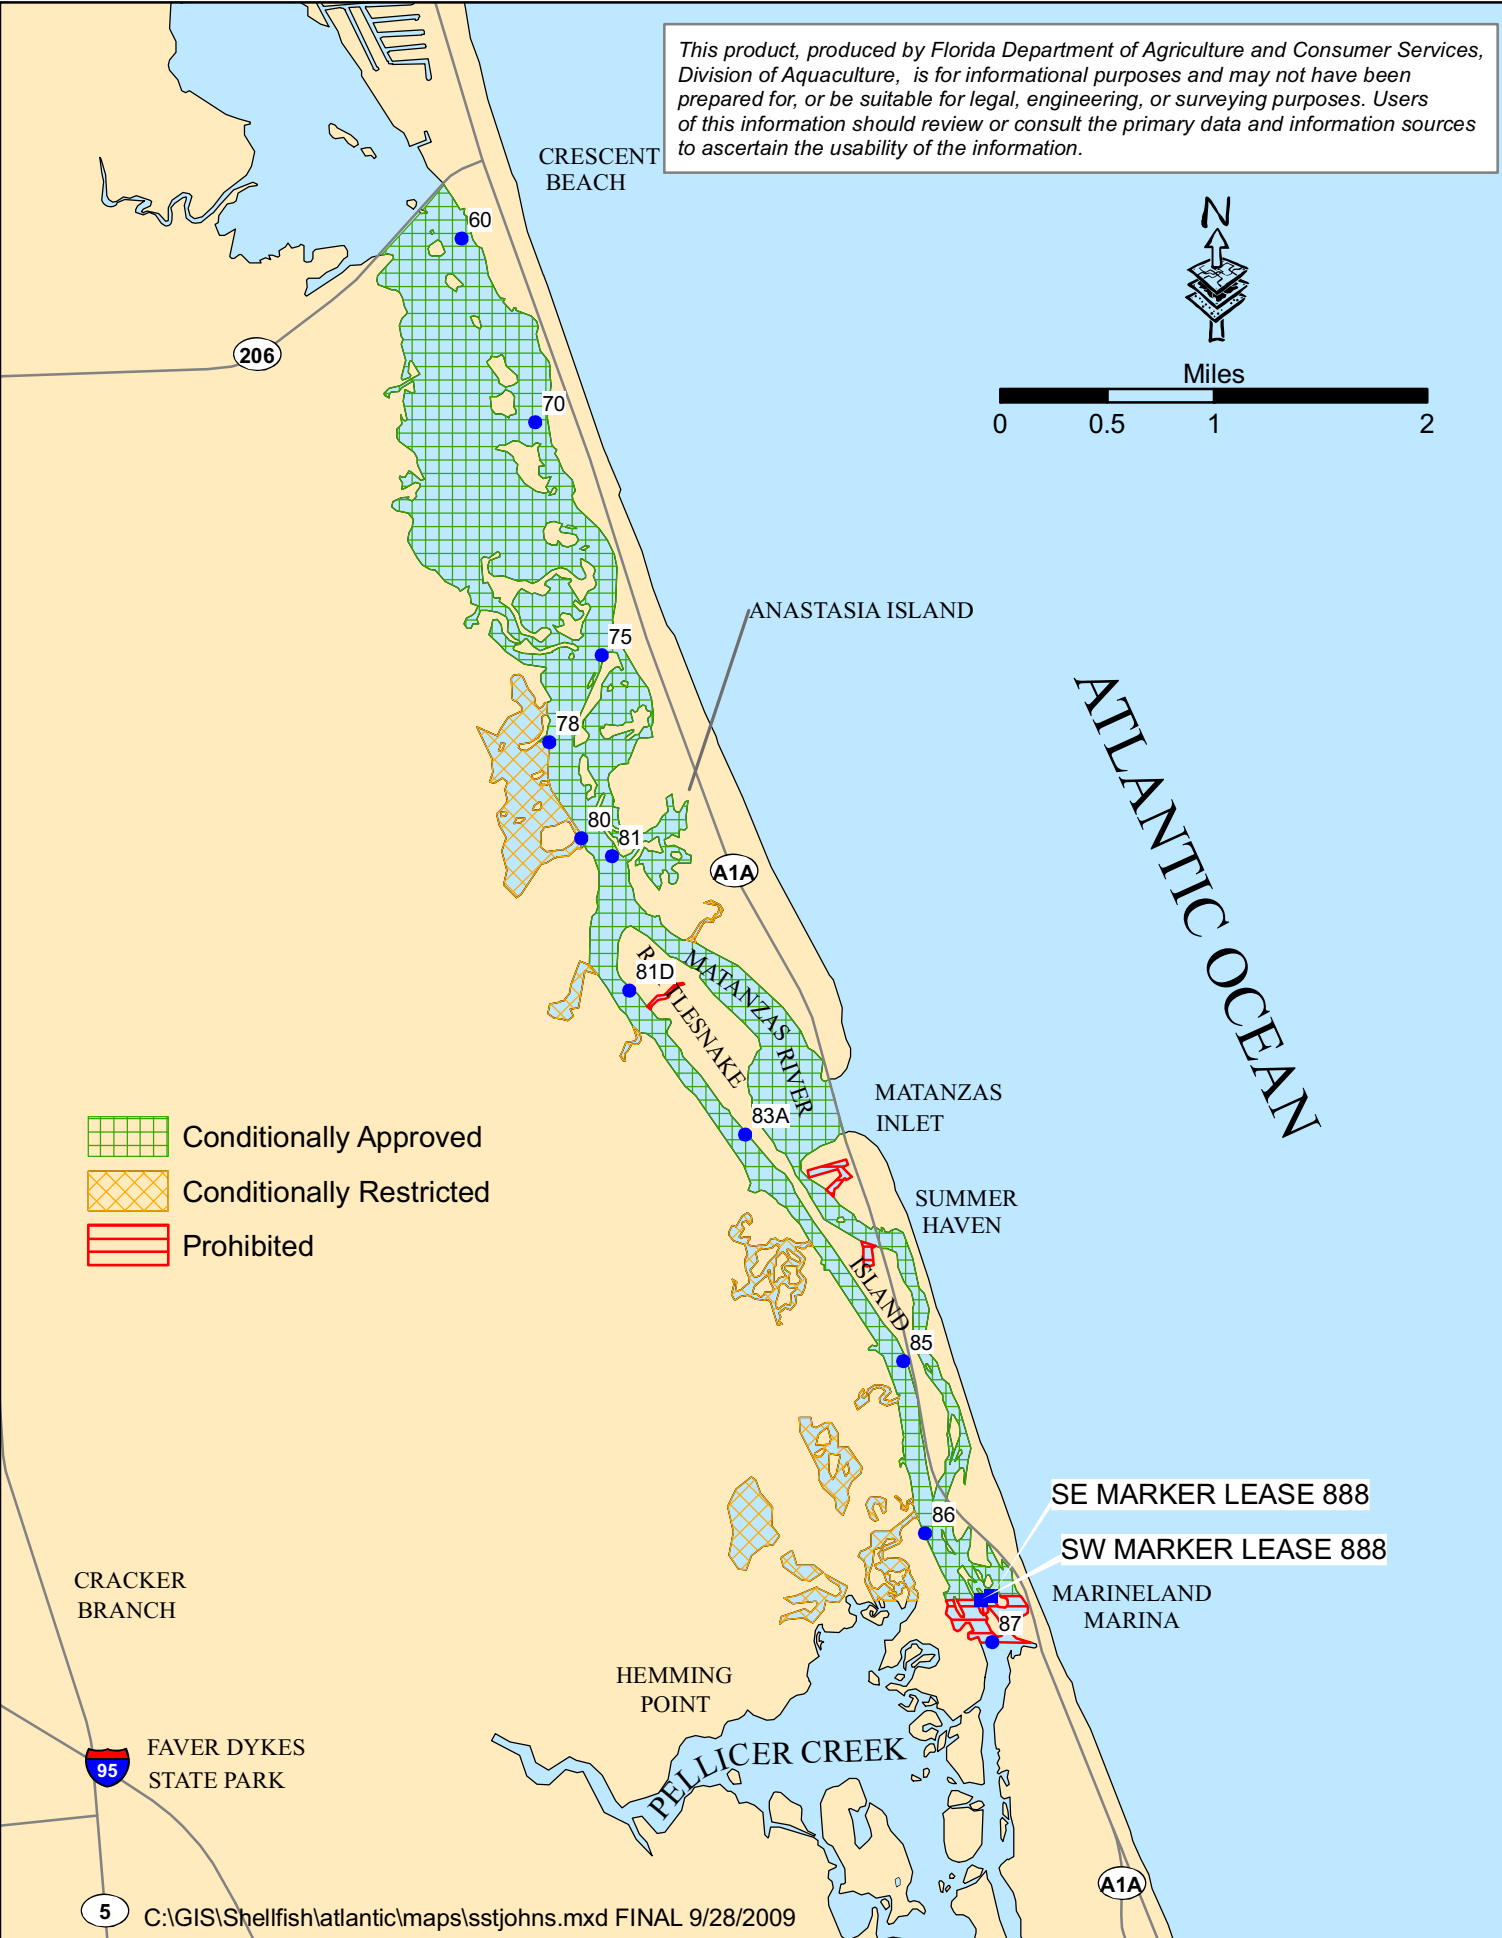 This product, produced by Florida Department of Agriculture and Consumer Services,
Division of Aquaculture, is for informational purposes and may not have been
prepared for, or be suitable for legal, engineering, or surveying purposes. Users
of this information should review or consult the primary data and information sources
to ascertain the usability of the information.
CRESCENT
BEACH
N
60
206
Miles
0 0.5 1 2
70
ANASTASIA ISLAND
75
78
80
81
A1A
ATLANTIC OCEAN
81D
MATANZAS RIVER
RATTLESNAKE
ISLAND
83A
MATANZAS
INLET
Conditionally Approved
Conditionally Restricted
Prohibited
SUMMER
HAVEN
85
SE MARKER LEASE 888
86
SW MARKER LEASE 888
CRACKER
BRANCH
MARINELAND
MARINA
87
HEMMING
POINT
FAVER DYKES
STATE PARK
95
PELLICER CREEK
A1A
5
C:\GIS\Shellfish\atlantic\maps\sstjohns.mxd FINAL 9/28/2009